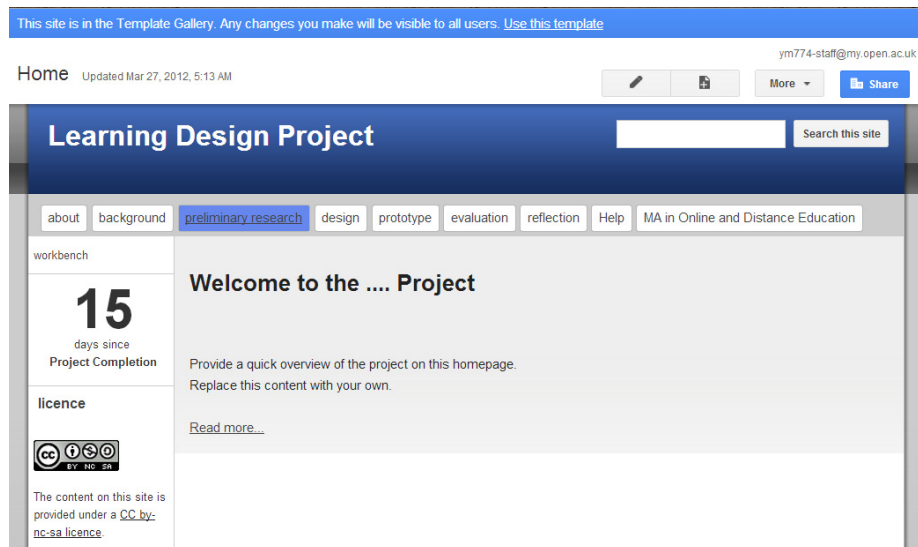 This site is in the Template Gallery. Any changes you make will be visible to all users. Use this template
ym774-staff@my.open.ac.uk
Home Updated Mar 27, 2012, 5:13 AM
More
Share
Learning Design Project
Search this site
about background preliminary research design prototype evaluation reflection Help MA in Online and Distance Education
workbench
15
days since
Project Completion
licence
cc
BY NC SA
The content on this site is
provided under a CC by-
nc-sa licence.
Welcome to the .... Project
Provide a quick overview of the project on this homepage.
Replace this content with your own.
Read more...